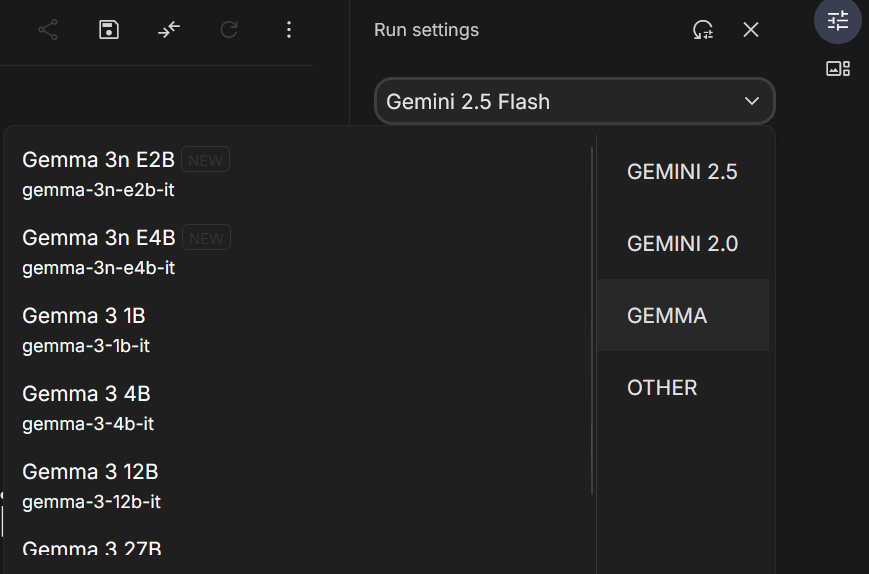 Run settings
Gemini 2.5 Flash
Gemma 3n E2B NEW
gemma-3n-e2b-it
Gemma 3n E4B NEW
gemma-3n-e4b-it
Gemma 3 1B
gemma-3-1b-it
Gemma 3 4B
gemma-3-4b-it
Gemma 3 12B
gemma-3-12b-it
Gemma 3 27B
GEMINI 2.5
GEMINI 2.0
GEMMA
OTHER